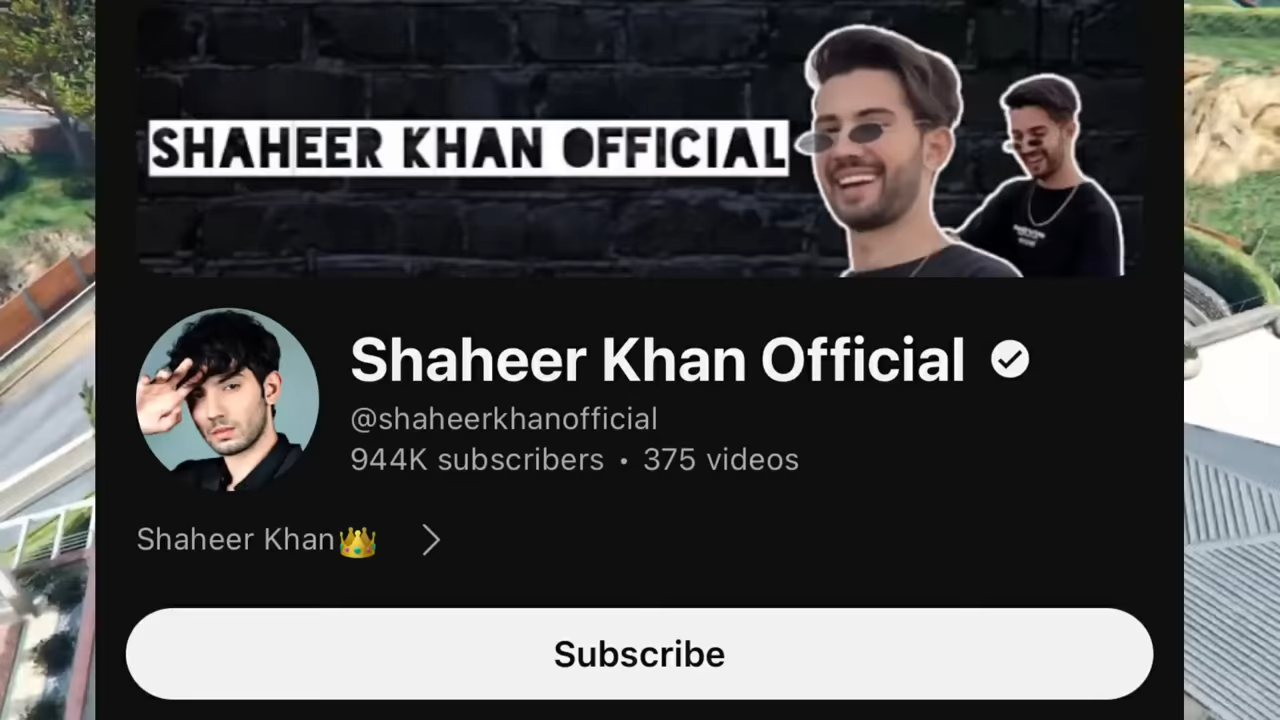 SHAHEER KHAN OFFICIAL
Shaheer Khan Official
@shaheerkhanofficial
944K subscribers • 375 videos
Shaheer Khan👑
Subscribe